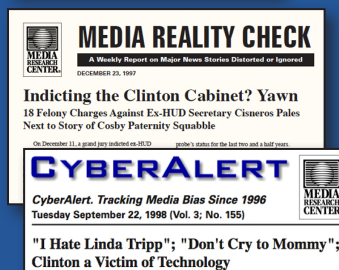 MEDIA REALITY CHECK
MEDIA
RESEARCH
CENTER
A Weekly Report on Major News Stories Distorted or Ignored
DECEMBER 23, 1997
Indicting the Clinton Cabinet? Yawn
18 Felony Charges Against Ex-HUD Secretary Cisneros Pales
Next to Story of Cosby Paternity Squabble
On December 11, a grand jury indicted ex-HUD
probe's status for the last two and a half years.
CYBERALERT
CyberAlert. Tracking Media Bias Since 1996
Tuesday September 22, 1998 (Vol. 3; No. 155)
MEDIA
RESEARCH
CENTER
"I Hate Linda Tripp"; "Don't Cry to Mommy";
Clinton a Victim of Technology